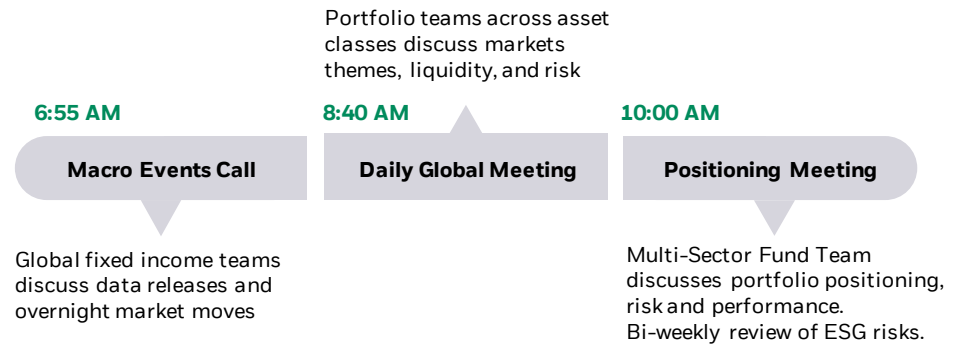 6:55 AM
Macro Events Call
Global fixed income teams
discuss data releases and
overnight market moves
Portfolio teams across asset
classes discuss markets
themes, liquidity, and risk
8:40 AM
Daily Global Meeting
10:00 AM
Positioning Meeting
Multi-Sector Fund Team
discusses portfolio positioning,
risk and performance.
Bi-weekly review of ESG risks.